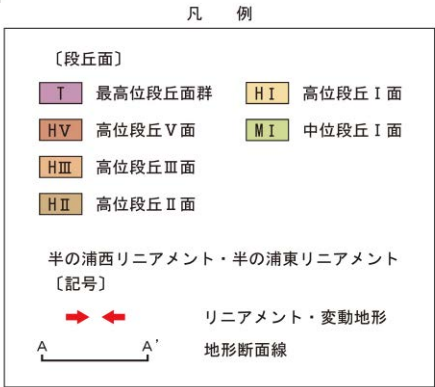 凡 例
〔段丘面〕
T 最高位段丘面群 HⅠ 高位段丘Ⅰ面
HⅤ 高位段丘Ⅴ面 MⅠ 中位段丘Ⅰ面
HⅢ 高位段丘Ⅲ面
HⅡ 高位段丘Ⅱ面
半の浦西リニアメント・半の浦東リニアメント
〔記号〕
リニアメント・変動地形
A A' 地形断面線